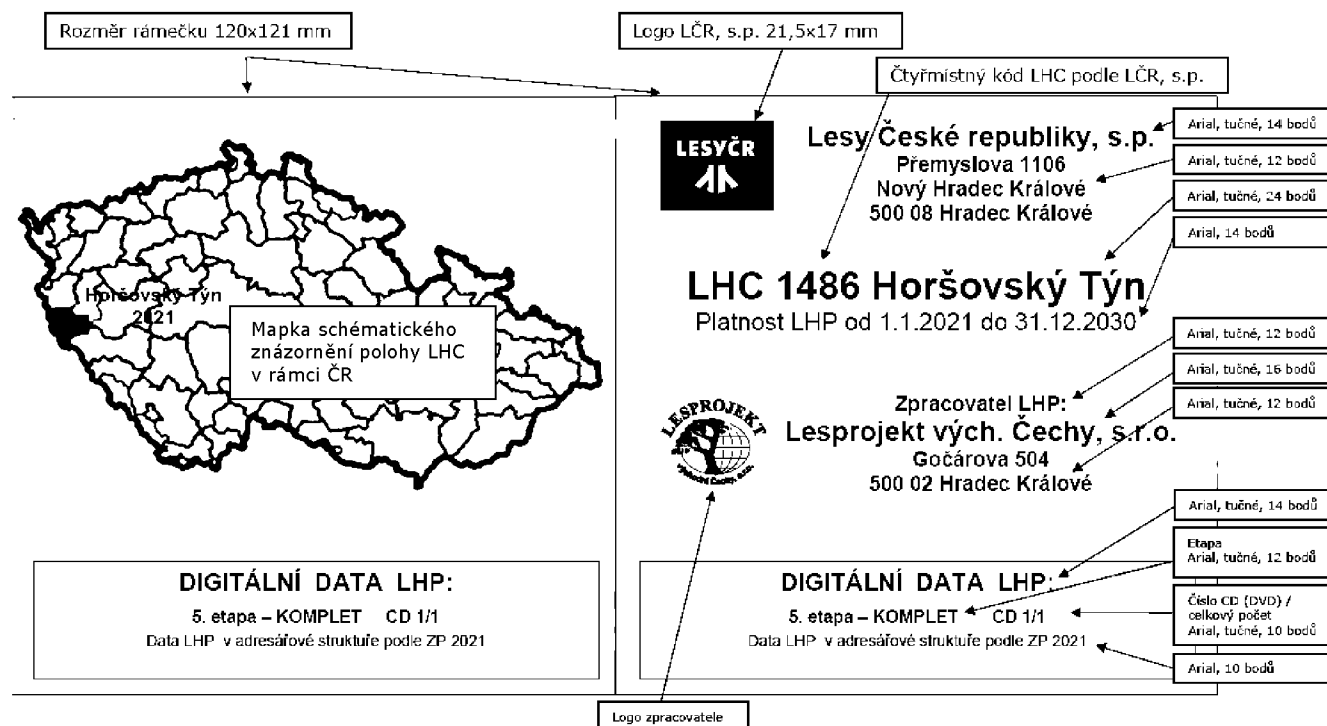 Rozměr rámečku 120x121 mm
Logo LČR, s.p. 21,5x17 mm
Čtyřmístný kód LHC podle LČR, s.p.
Horšovský Týn
2021
Mapka schématického
znázornění polohy LHC
v rámci ČR
DIGITÁLNÍ DATA LHP:
5. etapa – KOMPLET CD 1/1
Data LHP v adresářové struktuře podle ZP 2021
LESYČR
Lesy České republiky, s.p.
Přemyslova 1106
Nový Hradec Králové
500 08 Hradec Králové
LHC 1486 Horšovský Týn
Platnost LHP od 1.1.2021 do 31.12.2030
LESPROJEKT
východní Čechy, s.r.o.
Zpracovatel LHP:
Lesprojekt vých. Čechy, s.r.o.
Gočárova 504
500 02 Hradec Králové
DIGITÁLNÍ DATA LHP:
5. etapa – KOMPLET CD 1/1
Data LHP v adresářové struktuře podle ZP 2021
Arial, tučné, 14 bodů
Arial, tučné, 12 bodů
Arial, tučné, 24 bodů
Arial, 14 bodů
Arial, tučné, 12 bodů
Arial, tučné, 16 bodů
Arial, tučné, 12 bodů
Arial, tučné, 14 bodů
Etapa
Arial, tučné, 12 bodů
Číslo CD (DVD) /
celkový počet
Arial, tučné, 10 bodů
Arial, 10 bodů
Logo zpracovatele